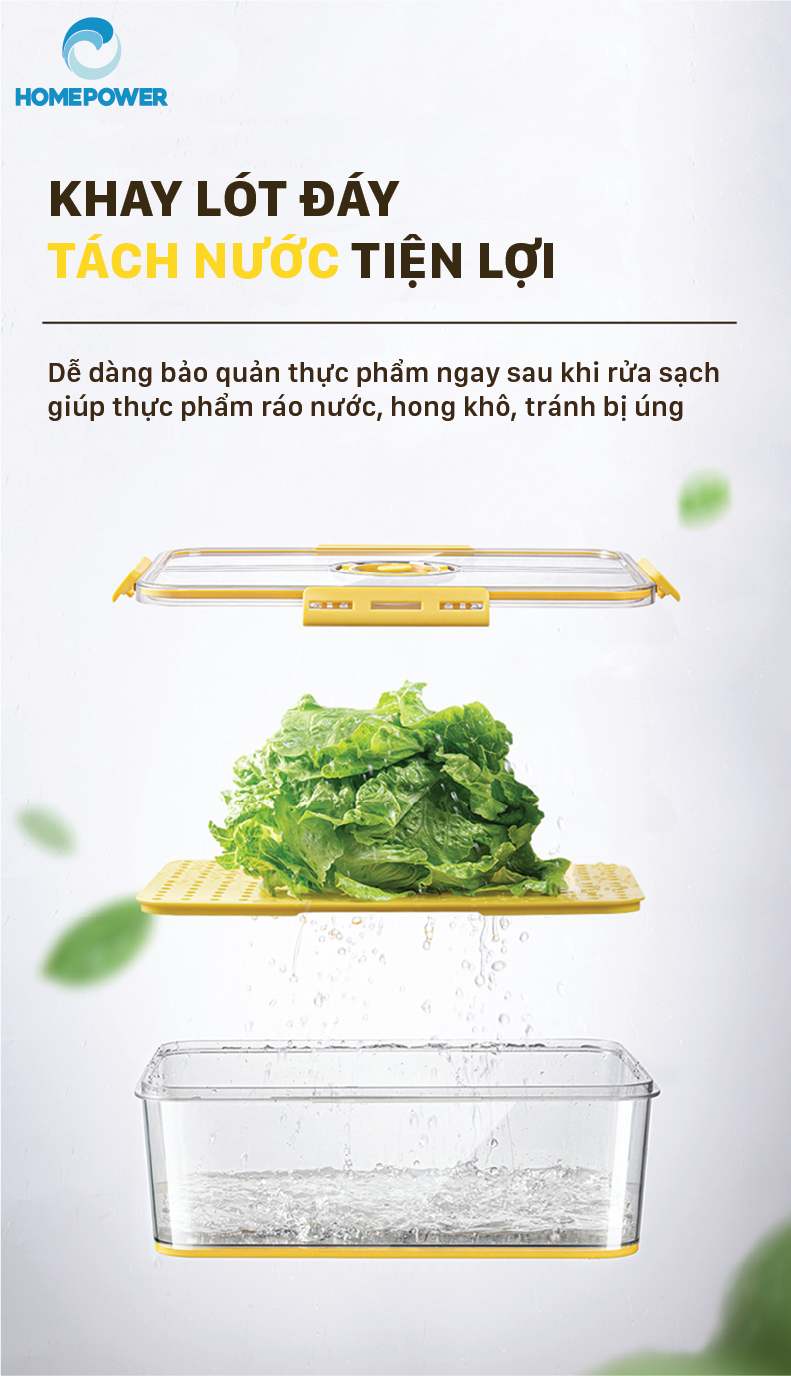 HOMEPOWER
KHAY LÓT ĐÁY
TÁCH NƯỚC TIỆN LỢI
Dễ dàng bảo quản thực phẩm ngay sau khi rửa sạch
giúp thực phẩm ráo nước, hong khô, tránh bị úng